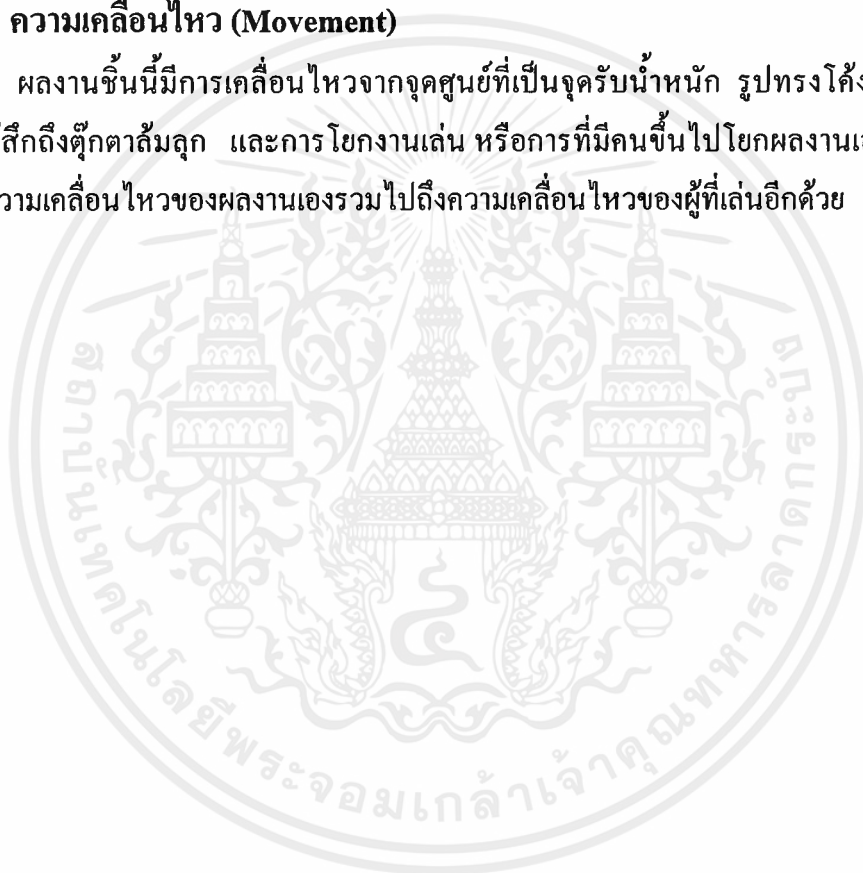 ความเคลื่อนไหว (Movement)
ผลงานชิ้นนี้มีการเคลื่อนไหวจากจุดศูนย์ที่เป็นจุดรับน้ำหนัก รูปทรงโค้ง
สึกถึงตุ๊กตาล้มลุก และการโยกงานเล่น หรือการที่มีคนขึ้นไปโยกผลงาน
วามเคลื่อนไหวของผลงานเองรวมไปถึงความเคลื่อนไหวของผู้ที่เล่นอีกด้วย
สถาบันเทคโนโลยีพระจอมเกล้าเจ้าคุณทหารลาดกระบัง